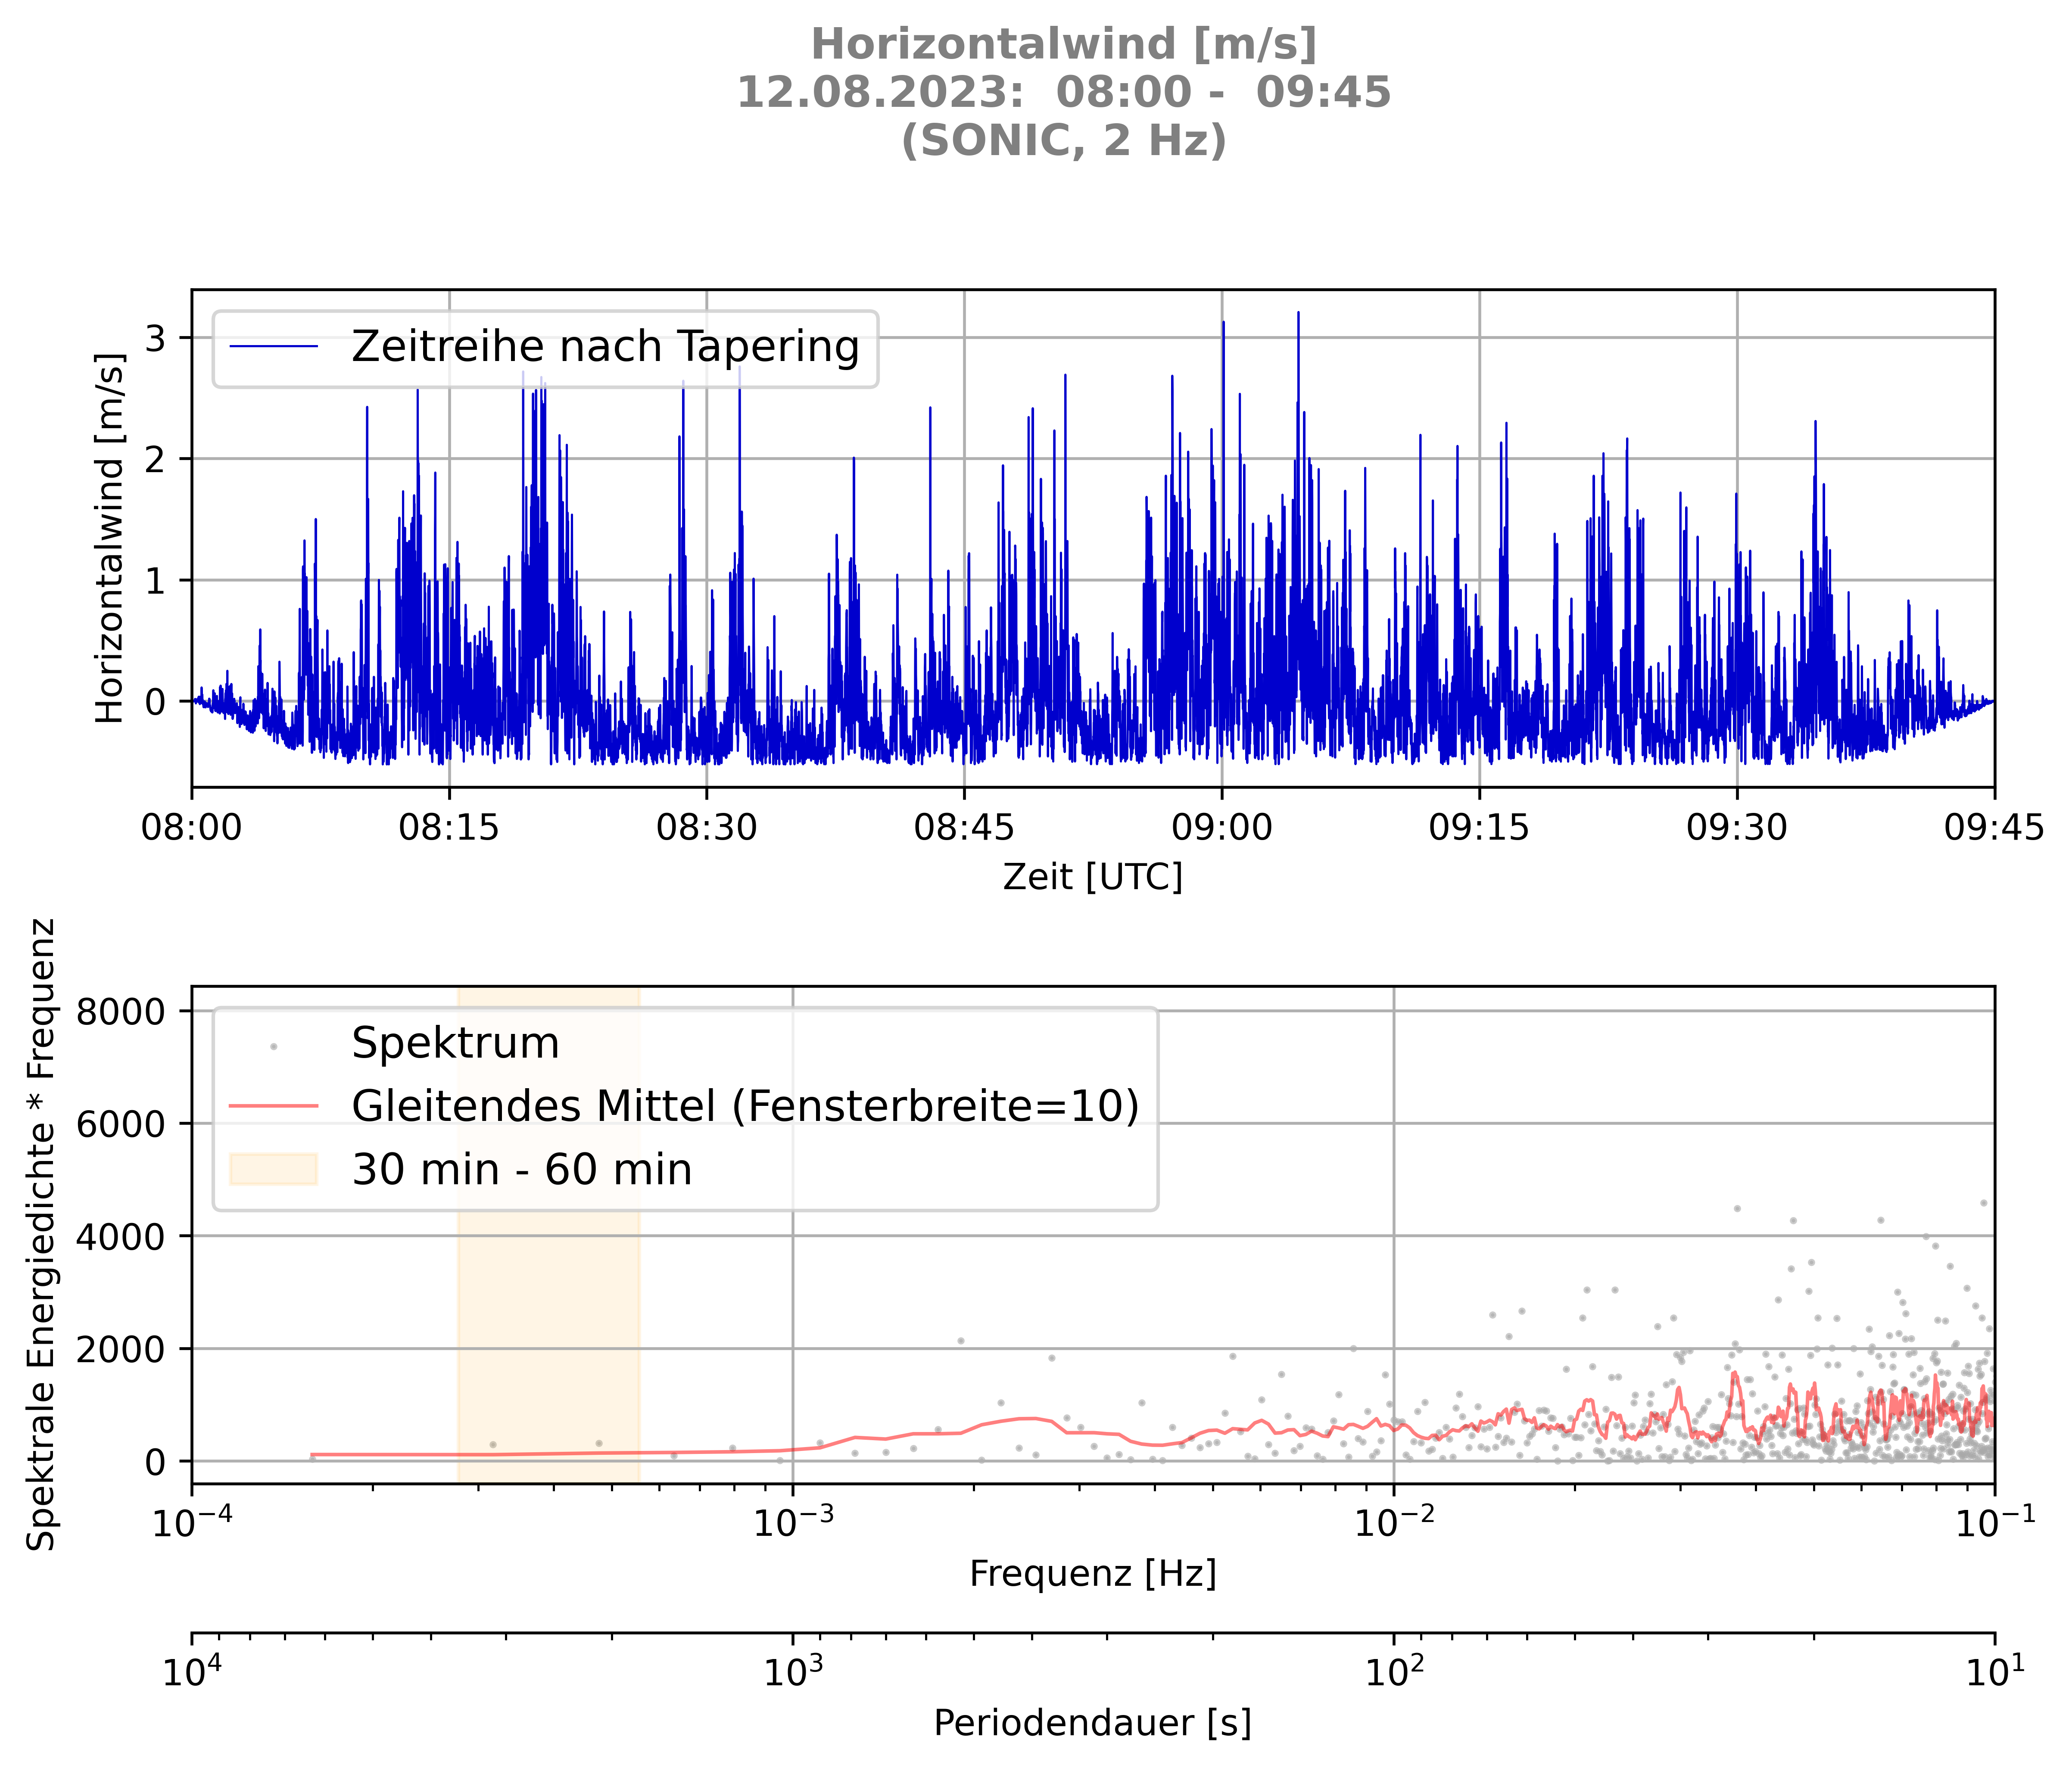 Horizontalwind [m/s]
12.08.2023:  08:00 -  09:45
(SONIC, 2 Hz)
Horizontalwind [m/s]
3
2
1
0
Zeitreihe nach Tapering
08:00 08:15 08:30 08:45 09:00 09:15 09:30 09:45
Zeit [UTC]
Spektrale Energiedichte * Frequenz
8000
6000
4000
2000
0
Spektrum
Gleitendes Mittel (Fensterbreite=10)
30 min - 60 min
10⁻⁴ 10⁻³ 10⁻² 10⁻¹
Frequenz [Hz]
10⁴ 10³ 10² 10¹
Periodendauer [s]